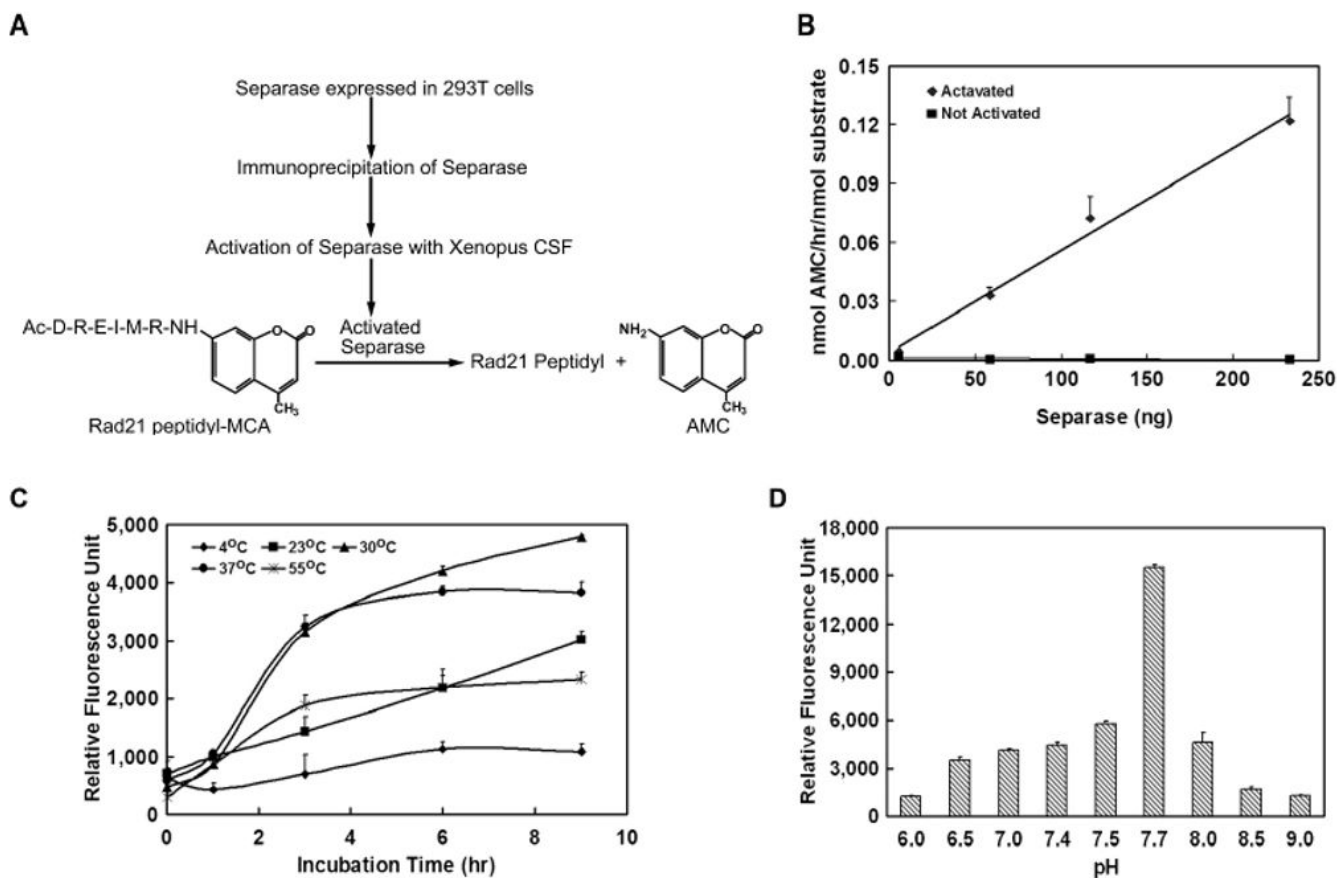 A
Separase expressed in 293T cells
Immunoprecipitation of Separase
Activation of Separase with Xenopus CSF
Ac-D-R-E-I-M-R-NH
O
O
CH3
Rad21 peptidyl-MCA
Activated
Separase
Rad21 Peptidyl +
NH2
O
O
CH3
AMC
B
nmol AMC/hr/nmol substrate
0.15
0.12
0.09
0.06
0.03
0.00
Actavated
Not Activated
0 50 100 150 200 250
Separase (ng)
C
Relative Fluorescence Unit
5,000
4,000
3,000
2,000
1,000
0
4°C 23°C 30°C
37°C 55°C
0 2 4 6 8 10
Incubation Time (hr)
D
Relative Fluorescence Unit
18,000
15,000
12,000
9,000
6,000
3,000
0
6.0 6.5 7.0 7.4 7.5 7.7 8.0 8.5 9.0
pH